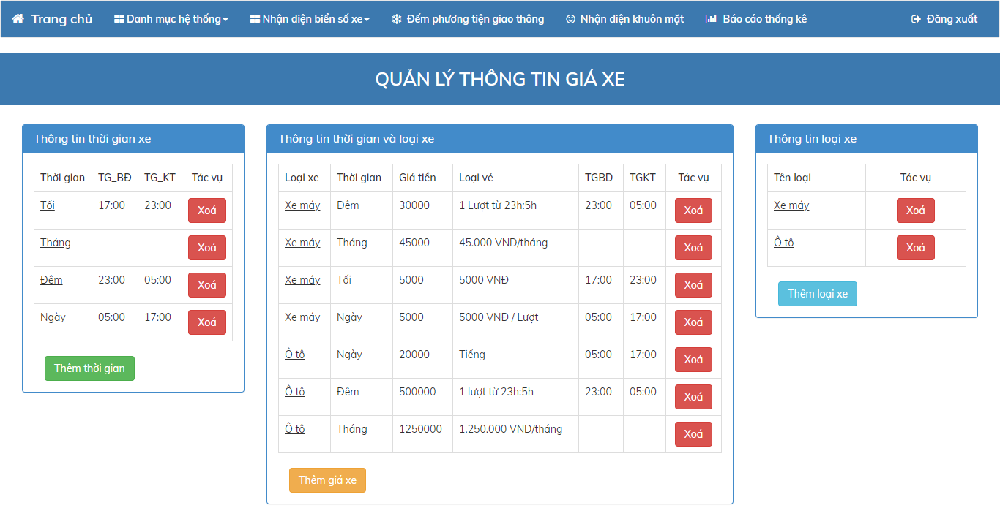 Trang chủ Danh mục hệ thống Nhận diện biển số xe Đếm phương tiện giao thông Nhận diện khuôn mặt Báo cáo thống kê Đăng xuất
QUẢN LÝ THÔNG TIN GIÁ XE
Thông tin thời gian xe
Thời gian TG_BĐ TG_KT Tác vụ
Tối 17:00 23:00 Xoá
Tháng Xoá
Đêm 23:00 05:00 Xoá
Ngày 05:00 17:00 Xoá
Thêm thời gian
Thông tin thời gian và loại xe
Loại xe Thời gian Giá tiền Loại vé TGBD TGKT Tác vụ
Xe máy Đêm 30000 1 Lượt từ 23h:5h 23:00 05:00 Xoá
Xe máy Tháng 45000 45.000 VND/tháng Xoá
Xe máy Tối 5000 5000 VNĐ 17:00 23:00 Xoá
Xe máy Ngày 5000 5000 VNĐ / Lượt 05:00 17:00 Xoá
Ô tô Ngày 20000 Tiếng 05:00 17:00 Xoá
Ô tô Đêm 500000 1 lượt từ 23h:5h 23:00 05:00 Xoá
Ô tô Tháng 1250000 1.250.000 VND/tháng Xoá
Thêm giá xe
Thông tin loại xe
Tên loại Tác vụ
Xe máy Xoá
Ô tô Xoá
Thêm loại xe